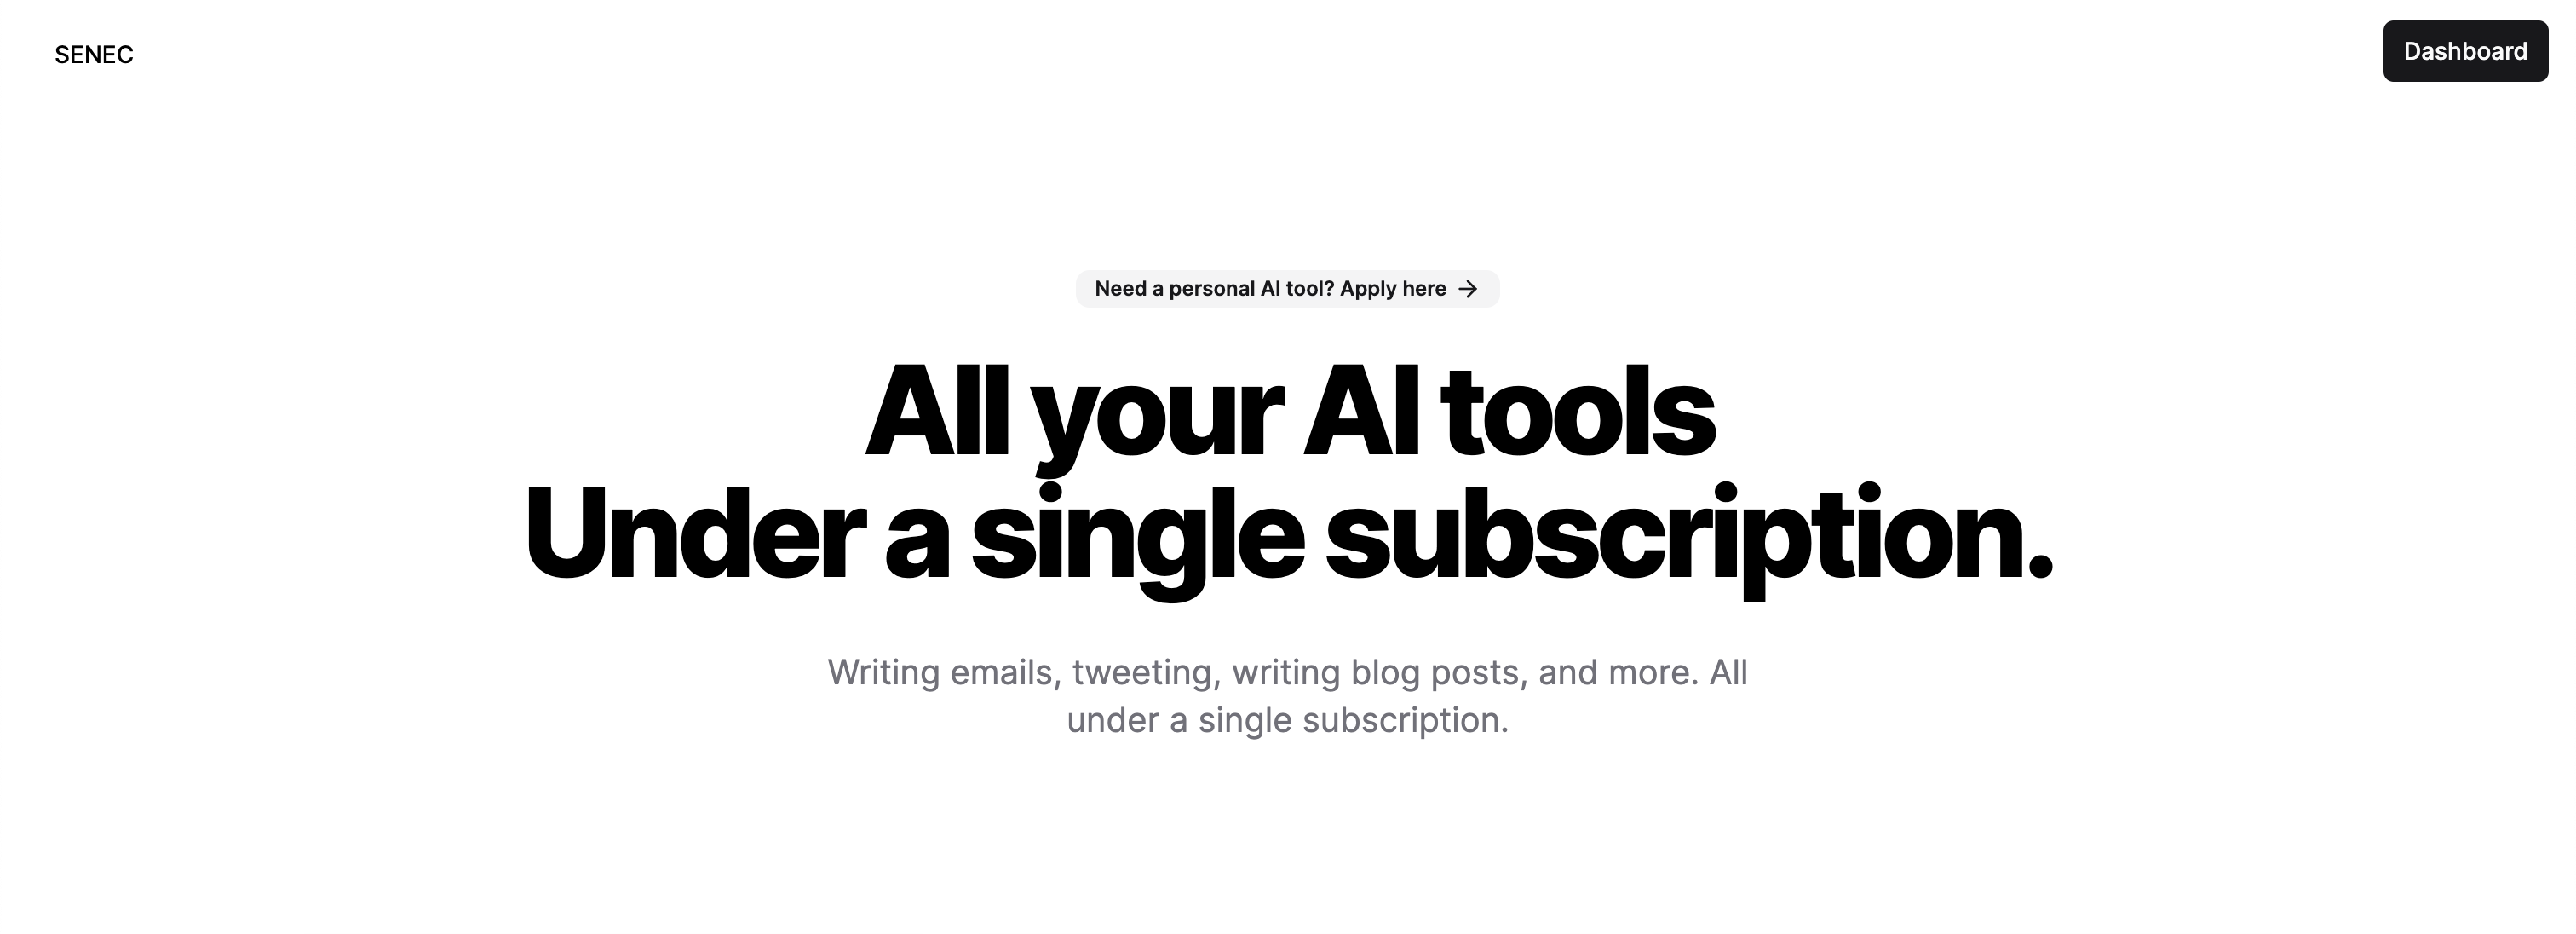 SENEC
Dashboard
Need a personal AI tool? Apply here
All your AI tools
Under a single subscription.
Writing emails, tweeting, writing blog posts, and more. All
under a single subscription.